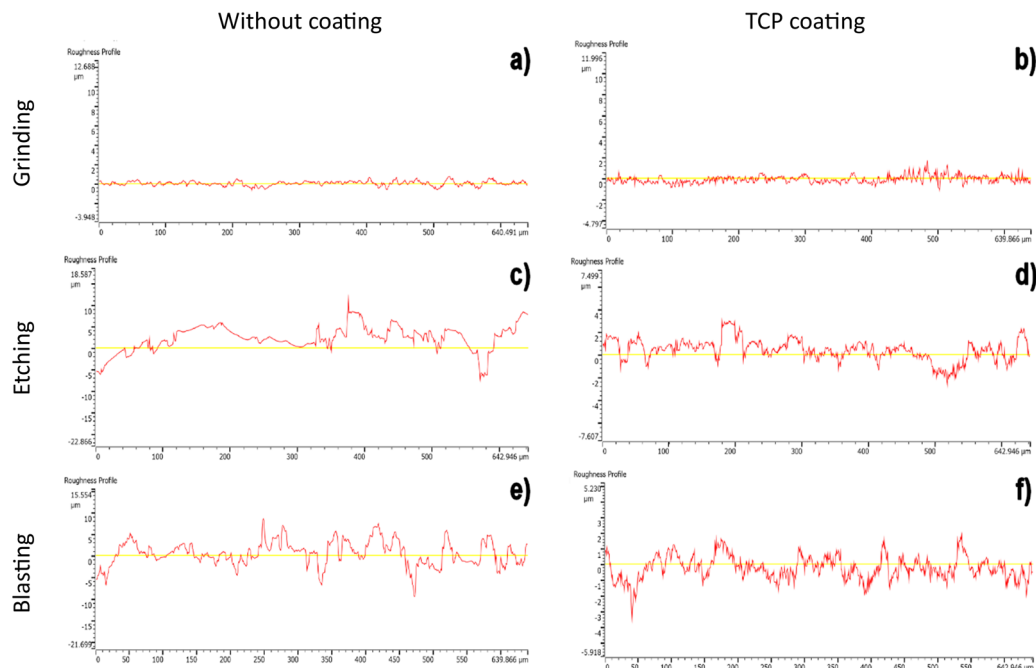 Without coating
TCP coating
Grinding
Roughness Profile
a)
12.688
µm
10
8
6
4
2
0
-3.948
0 100 200 300 400 500 640.491 µm
Roughness Profile
b)
11.996
µm
10
8
6
4
2
0
-2
-4.797
0 100 200 300 400 500 639.866 µm
Etching
Roughness Profile
c)
18.587
µm
10
5
0
-5
-10
-15
-22.866
0 100 200 300 400 500 642.946 µm
Roughness Profile
d)
7.499
µm
4
2
0
-2
-4
-7.607
0 100 200 300 400 500 642.946 µm
Blasting
Roughness Profile
e)
15.554
µm
10
5
0
-5
-10
-15
-21.699
0 50 100 150 200 250 300 350 400 450 550 639.866 µm
Roughness Profile
f)
5.230
µm
3
2
1
0
-1
-2
-3
-4
-5.918
0 50 100 150 200 250 300 350 400 450 550 642.946 µm